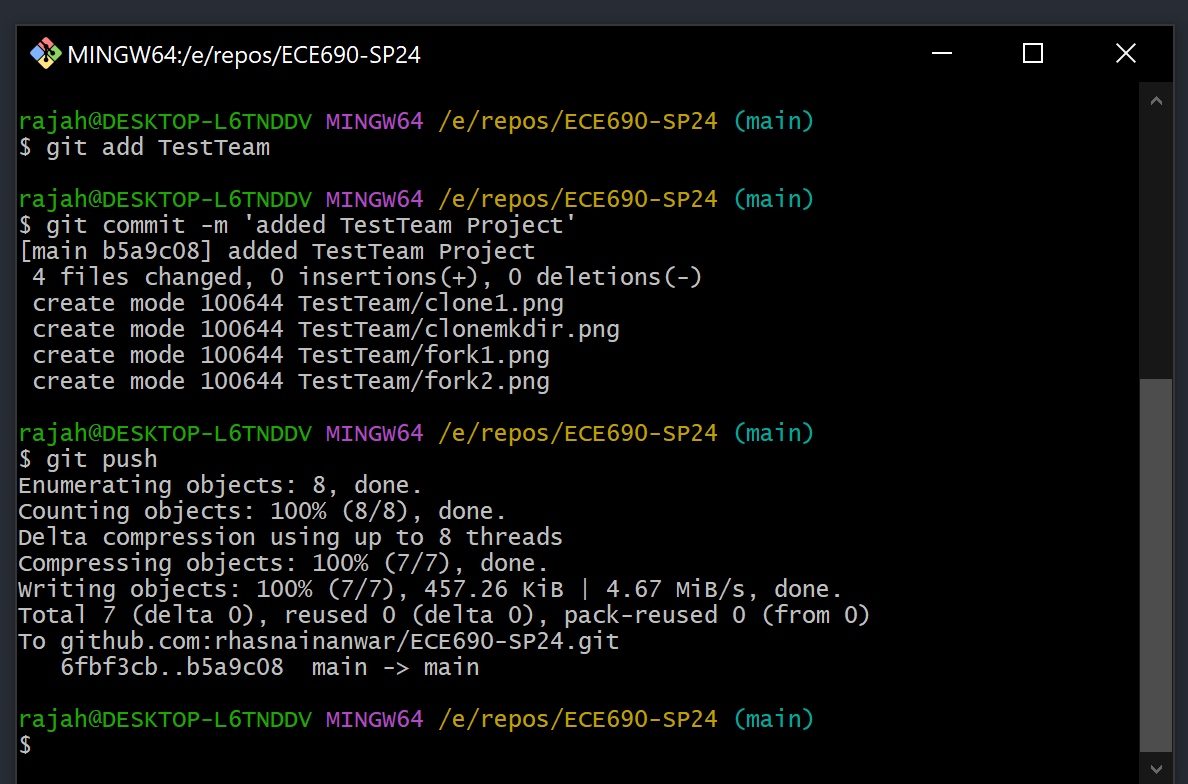 MINGW64:/e/repos/ECE690-SP24
rajah@DESKTOP-L6TNDDV MINGW64 /e/repos/ECE690-SP24 (main)
$ git add TestTeam
rajah@DESKTOP-L6TNDDV MINGW64 /e/repos/ECE690-SP24 (main)
$ git commit -m 'added TestTeam Project'
[main b5a9c08] added TestTeam Project
 4 files changed, 0 insertions(+), 0 deletions(-)
 create mode 100644 TestTeam/clone1.png
 create mode 100644 TestTeam/clonemkdir.png
 create mode 100644 TestTeam/fork1.png
 create mode 100644 TestTeam/fork2.png
rajah@DESKTOP-L6TNDDV MINGW64 /e/repos/ECE690-SP24 (main)
$ git push
Enumerating objects: 8, done.
Counting objects: 100% (8/8), done.
Delta compression using up to 8 threads
Compressing objects: 100% (7/7), done.
Writing objects: 100% (7/7), 457.26 KiB | 4.67 MiB/s, done.
Total 7 (delta 0), reused 0 (delta 0), pack-reused 0 (from 0)
To github.com:rhasnainanwar/ECE690-SP24.git
   6fbf3cb..b5a9c08  main -> main
rajah@DESKTOP-L6TNDDV MINGW64 /e/repos/ECE690-SP24 (main)
$